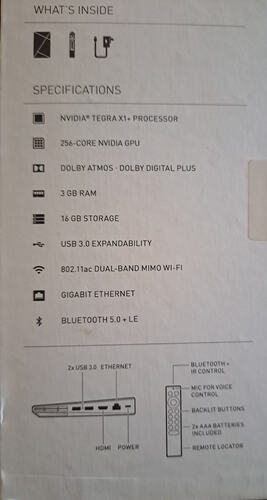 WHAT'S INSIDE
SPECIFICATIONS
NVIDIA® TEGRA X1+ PROCESSOR
256-CORE NVIDIA GPU
DOLBY ATMOS · DOLBY DIGITAL PLUS
3 GB RAM
16 GB STORAGE
USB 3.0 EXPANDABILITY
802.11ac DUAL-BAND MIMO WI-FI
GIGABIT ETHERNET
BLUETOOTH 5.0 + LE
2x USB 3.0 ETHERNET
HDMI POWER
BLUETOOTH +
IR CONTROL
MIC FOR VOICE
CONTROL
BACKLIT BUTTONS
2x AAA BATTERIES
INCLUDED
REMOTE LOCATOR